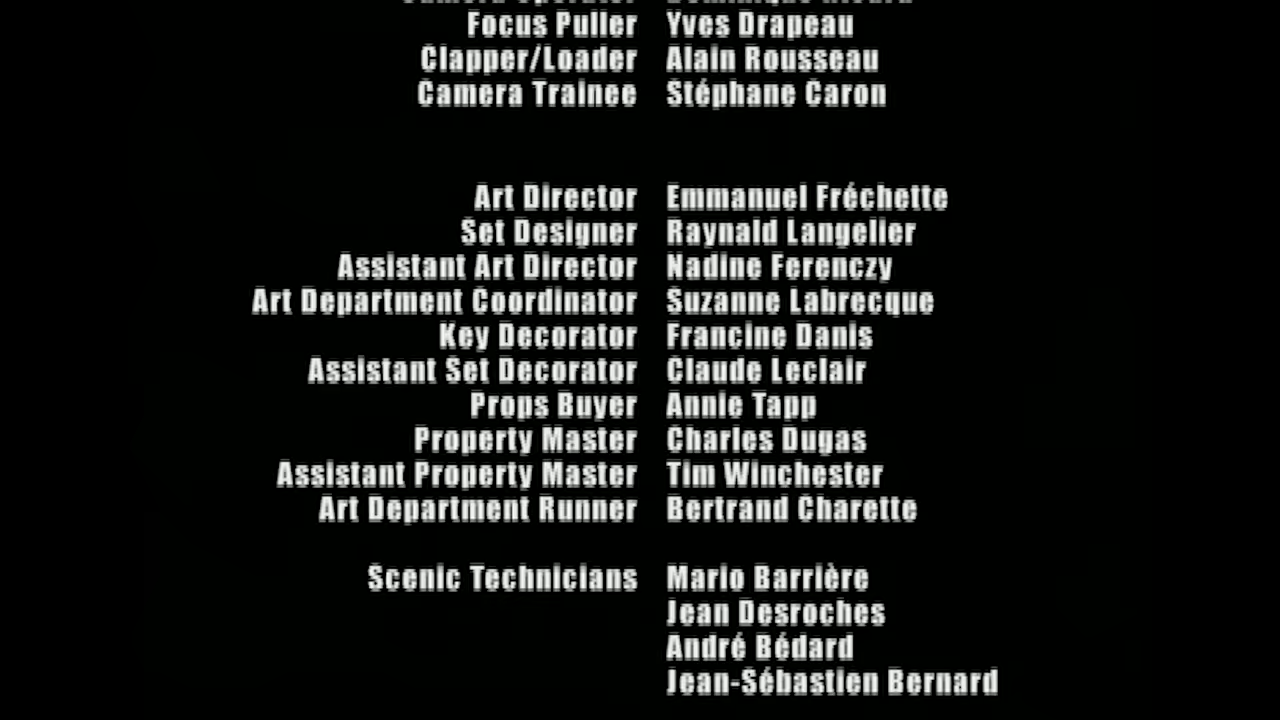 Focus Puller Yves Drapeau
Clapper/Loader Alain Rousseau
Camera Trainee Stéphane Caron
Art Director Emmanuel Fréchette
Set Designer Raynald Langelier
Assistant Art Director Nadine Ferenczy
Art Department Coordinator Suzanne Labrecque
Key Decorator Francine Danis
Assistant Set Decorator Claude Leclair
Props Buyer Annie Tapp
Property Master Charles Dugas
Assistant Property Master Tim Winchester
Art Department Runner Bertrand Charette
Scenic Technicians Mario Barrière
Jean Desroches
André Bédard
Jean-Sébastien Bernard